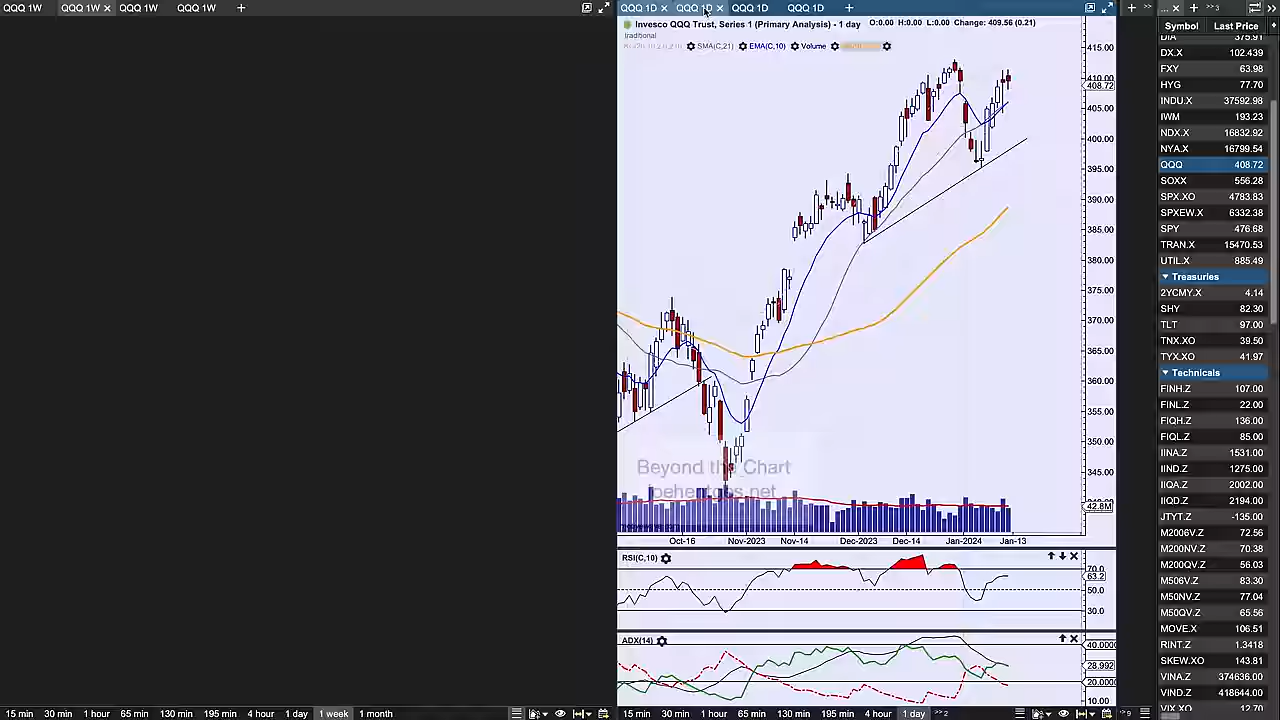 QQQ 1W QQQ 1W QQQ 1W QQQ 1W
QQQ 1D QQQ 1D QQQ 1D QQQ 1D
Invesco QQQ Trust, Series 1 (Primary Analysis) - 1 day O:0.00 H:0.00 L:0.00 Change: 409.56 (0.21)
traditional
SMA(C,21) EMA(C,10) Volume
415.00
410.00
408.72
405.00
400.00
395.00
390.00
385.00
380.00
375.00
370.00
365.00
360.00
355.00
350.00
345.00
42.8M
Beyond the Chart
Oct-16 Nov-2023 Nov-14 Dec-2023 Dec-14 Jan-2024 Jan-13
RSI(C,10)
70.0
63.2
50.0
30.0
ADX(14)
40.0000
28.992
20.0000
10.00
15 min 30 min 1 hour 65 min 130 min 195 min 4 hour 1 day 1 week 1 month
15 min 30 min 1 hour 65 min 130 min 195 min 4 hour 1 day
Symbol Last Price
DIA 375.91
DX.X 102.439
FXY 63.98
HYG 77.70
INDU.X 37592.98
IWM 193.23
NDX.X 16832.92
NYA.X 16799.54
QQQ 408.72
SOXX 556.28
SPX.XO 4783.83
SPXEW.X 6332.38
SPY 476.68
TRAN.X 15470.53
UTIL.X 885.49
Treasuries
2YCMY.X 4.14
SHY 82.30
TLT 97.00
TNX.XO 39.50
TYX.XO 41.97
Technicals
FINH.Z 107.00
FINL.Z 22.00
FIQH.Z 136.00
FIQL.Z 85.00
IINA.Z 1531.00
IIND.Z 1275.00
IIQA.Z 2002.00
IIQD.Z 2194.00
JTYT.Z -135.00
M2006V.Z 72.56
M200NV.Z 70.38
M200QV.Z 56.03
M506V.Z 83.30
M50NV.Z 77.04
M50QV.Z 65.56
MOVE.X 106.51
RINT.Z 1.3418
SKEW.XO 143.81
VINA.Z 374636.00
VIND.Z 418644.00
VIX.XO 12.70